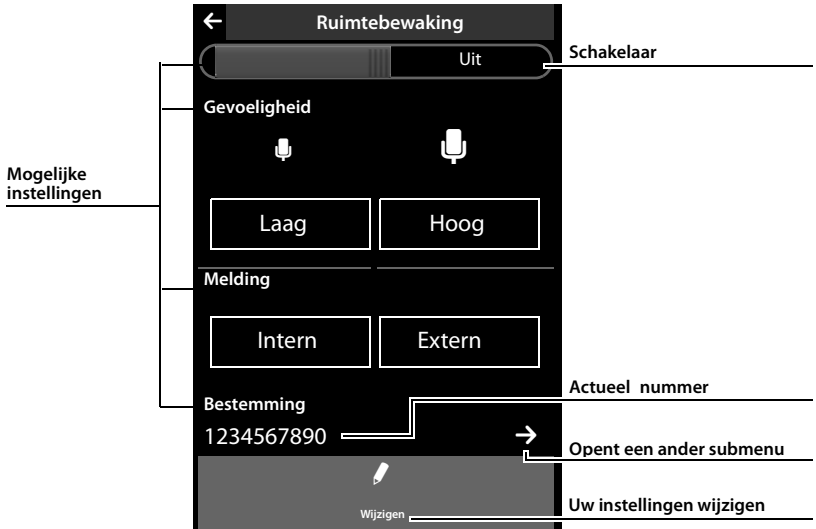 Ruimtebewaking
Uit
Schakelaar
Gevoeligheid
Mogelijke
instellingen
Laag
Hoog
Melding
Intern
Extern
Actueel nummer
Bestemming
1234567890
Opent een ander submenu
Wijzigen
Uw instellingen wijzigen